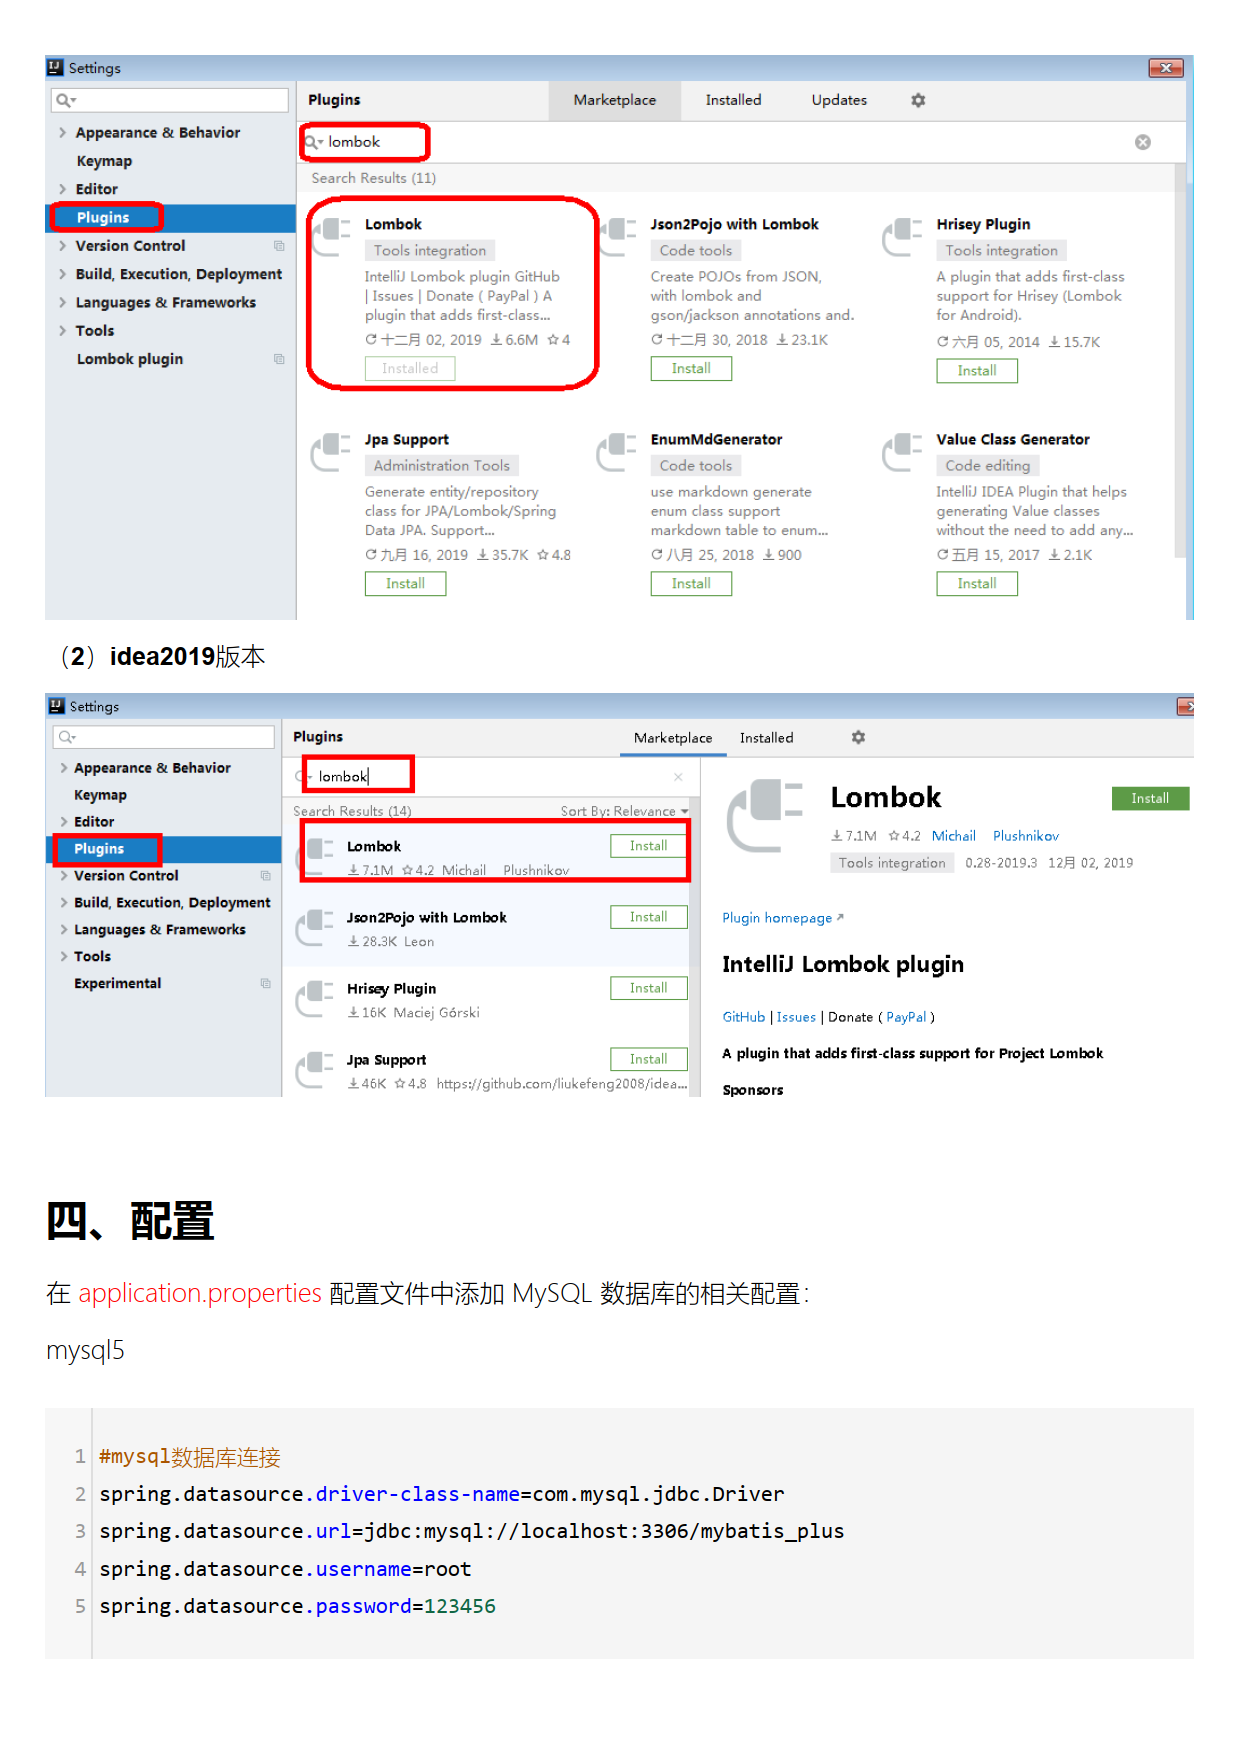 Settings
Plugins
Marketplace
Installed
Updates
Appearance & Behavior
Keymap
Editor
Plugins
Version Control
Build, Execution, Deployment
Languages & Frameworks
Tools
Lombok plugin
lombok
Search Results (11)
Lombok
Tools integration
IntelliJ Lombok plugin GitHub
| Issues | Donate ( PayPal ) A
plugin that adds first-class...
十二月 02, 2019 6.6M 4
Installed
Json2Pojo with Lombok
Code tools
Create POJOs from JSON,
with lombok and
gson/jackson annotations and.
十二月 30, 2018 23.1K
Install
Hrisey Plugin
Tools integration
A plugin that adds first-class
support for Hrisey (Lombok
for Android).
六月 05, 2014 15.7K
Install
Jpa Support
Administration Tools
Generate entity/repository
class for JPA/Lombok/Spring
Data JPA. Support...
九月 16, 2019 35.7K 4.8
Install
EnumMdGenerator
Code tools
use markdown generate
enum class support
markdown table to enum...
八月 25, 2018 900
Install
Value Class Generator
Code editing
IntelliJ IDEA Plugin that helps
generating Value classes
without the need to add any...
五月 15, 2017 2.1K
Install
（2）idea2019版本
Settings
Plugins
Marketplace
Installed
Appearance & Behavior
Keymap
Editor
Plugins
Version Control
Build, Execution, Deployment
Languages & Frameworks
Tools
Experimental
lombok
Search Results (14)
Sort By: Relevance
Lombok
Install
7.1M 4.2 Michail Plushnikov
Json2Pojo with Lombok
Install
28.3K Leon
Hrisey Plugin
Install
16K Maciej Górski
Jpa Support
Install
46K 4.8 https://github.com/liukefeng2008/idea...
Lombok
Install
7.1M 4.2 Michail Plushnikov
Tools integration 0.28-2019.3 12月 02, 2019
Plugin homepage
IntelliJ Lombok plugin
GitHub | Issues | Donate ( PayPal )
A plugin that adds first-class support for Project Lombok
Sponsors
四、配置
在 application.properties 配置文件中添加 MySQL 数据库的相关配置：
mysql5
1 #mysql数据库连接
2 spring.datasource.driver-class-name=com.mysql.jdbc.Driver
3 spring.datasource.url=jdbc:mysql://localhost:3306/mybatis_plus
4 spring.datasource.username=root
5 spring.datasource.password=123456